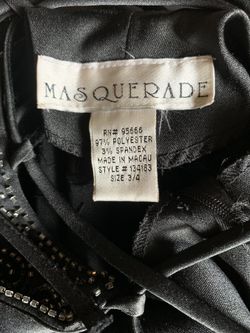 MASQUERADE
RN# 95666
97% POLYESTER
3% SPANDEX
MADE IN MACAU
STYLE # 134183
SIZE 3/4